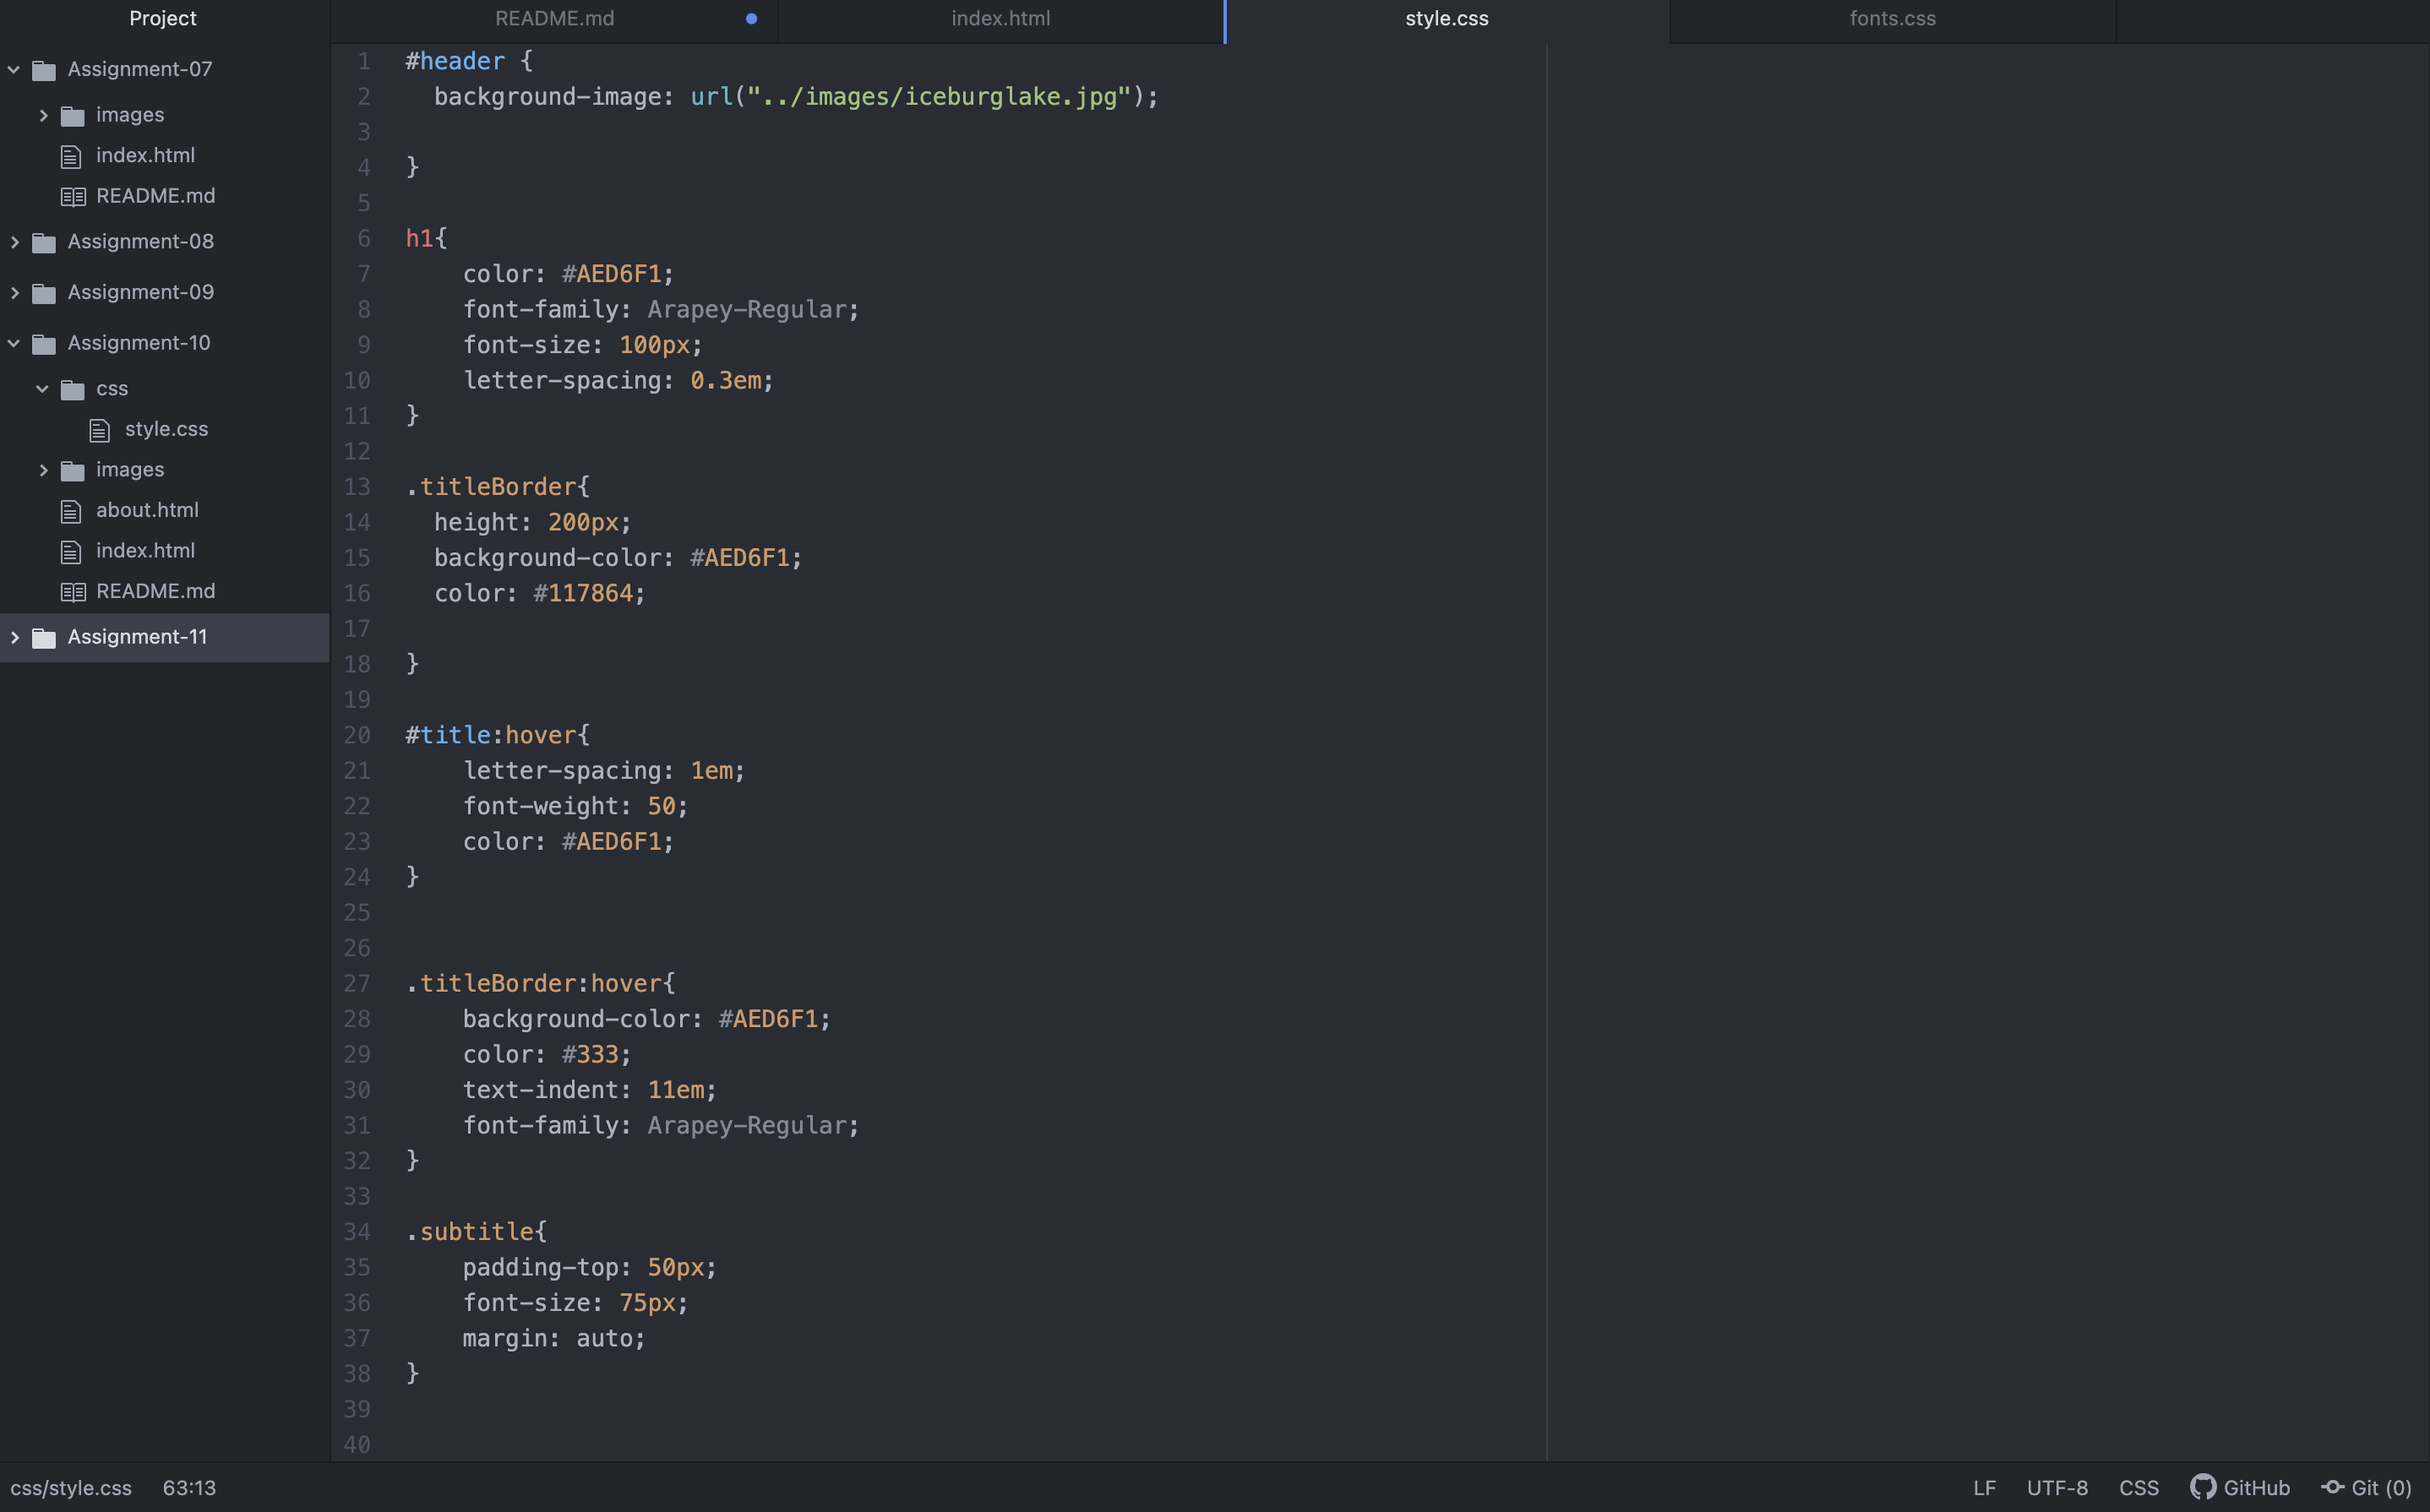 Project
Assignment-07
images
index.html
README.md
Assignment-08
Assignment-09
Assignment-10
css
style.css
images
about.html
index.html
README.md
Assignment-11
README.md index.html style.css fonts.css
1 #header {
2   background-image: url("../images/iceburglake.jpg");
3
4 }
5
6 h1{
7     color: #AED6F1;
8     font-family: Arapey-Regular;
9     font-size: 100px;
10     letter-spacing: 0.3em;
11 }
12
13 .titleBorder{
14   height: 200px;
15   background-color: #AED6F1;
16   color: #117864;
17
18 }
19
20 #title:hover{
21     letter-spacing: 1em;
22     font-weight: 50;
23     color: #AED6F1;
24 }
25
26
27 .titleBorder:hover{
28     background-color: #AED6F1;
29     color: #333;
30     text-indent: 11em;
31     font-family: Arapey-Regular;
32 }
33
34 .subtitle{
35     padding-top: 50px;
36     font-size: 75px;
37     margin: auto;
38 }
39
40
css/style.css 63:13 LF UTF-8 CSS GitHub Git (0)